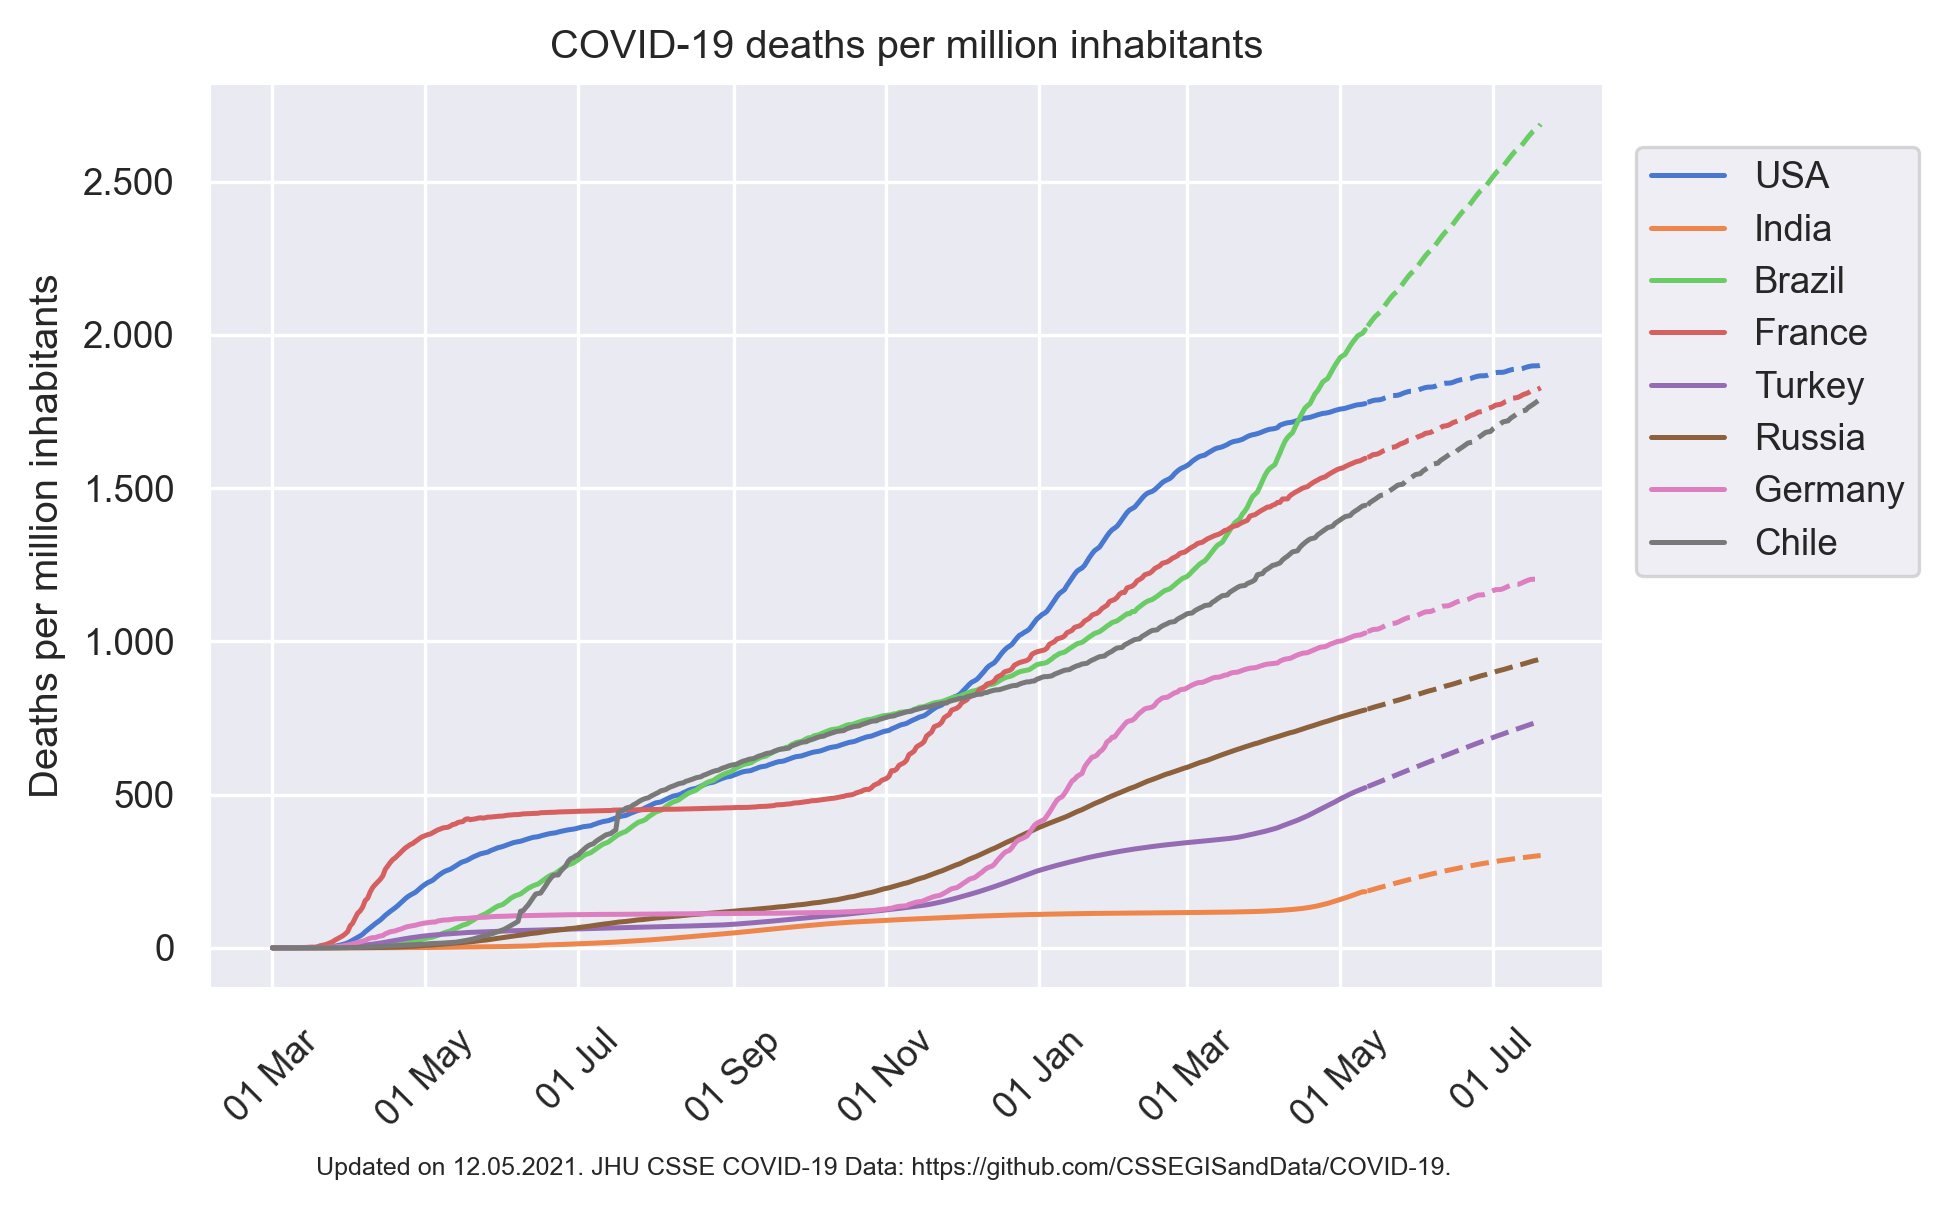 COVID-19 deaths per million inhabitants
Deaths per million inhabitants
2.500
2.000
1.500
1.000
500
0
01 Mar
01 May
01 Jul
01 Sep
01 Nov
01 Jan
01 Mar
01 May
01 Jul
USA
India
Brazil
France
Turkey
Russia
Germany
Chile
Updated on 12.05.2021. JHU CSSE COVID-19 Data: https://github.com/CSSEGISandData/COVID-19.